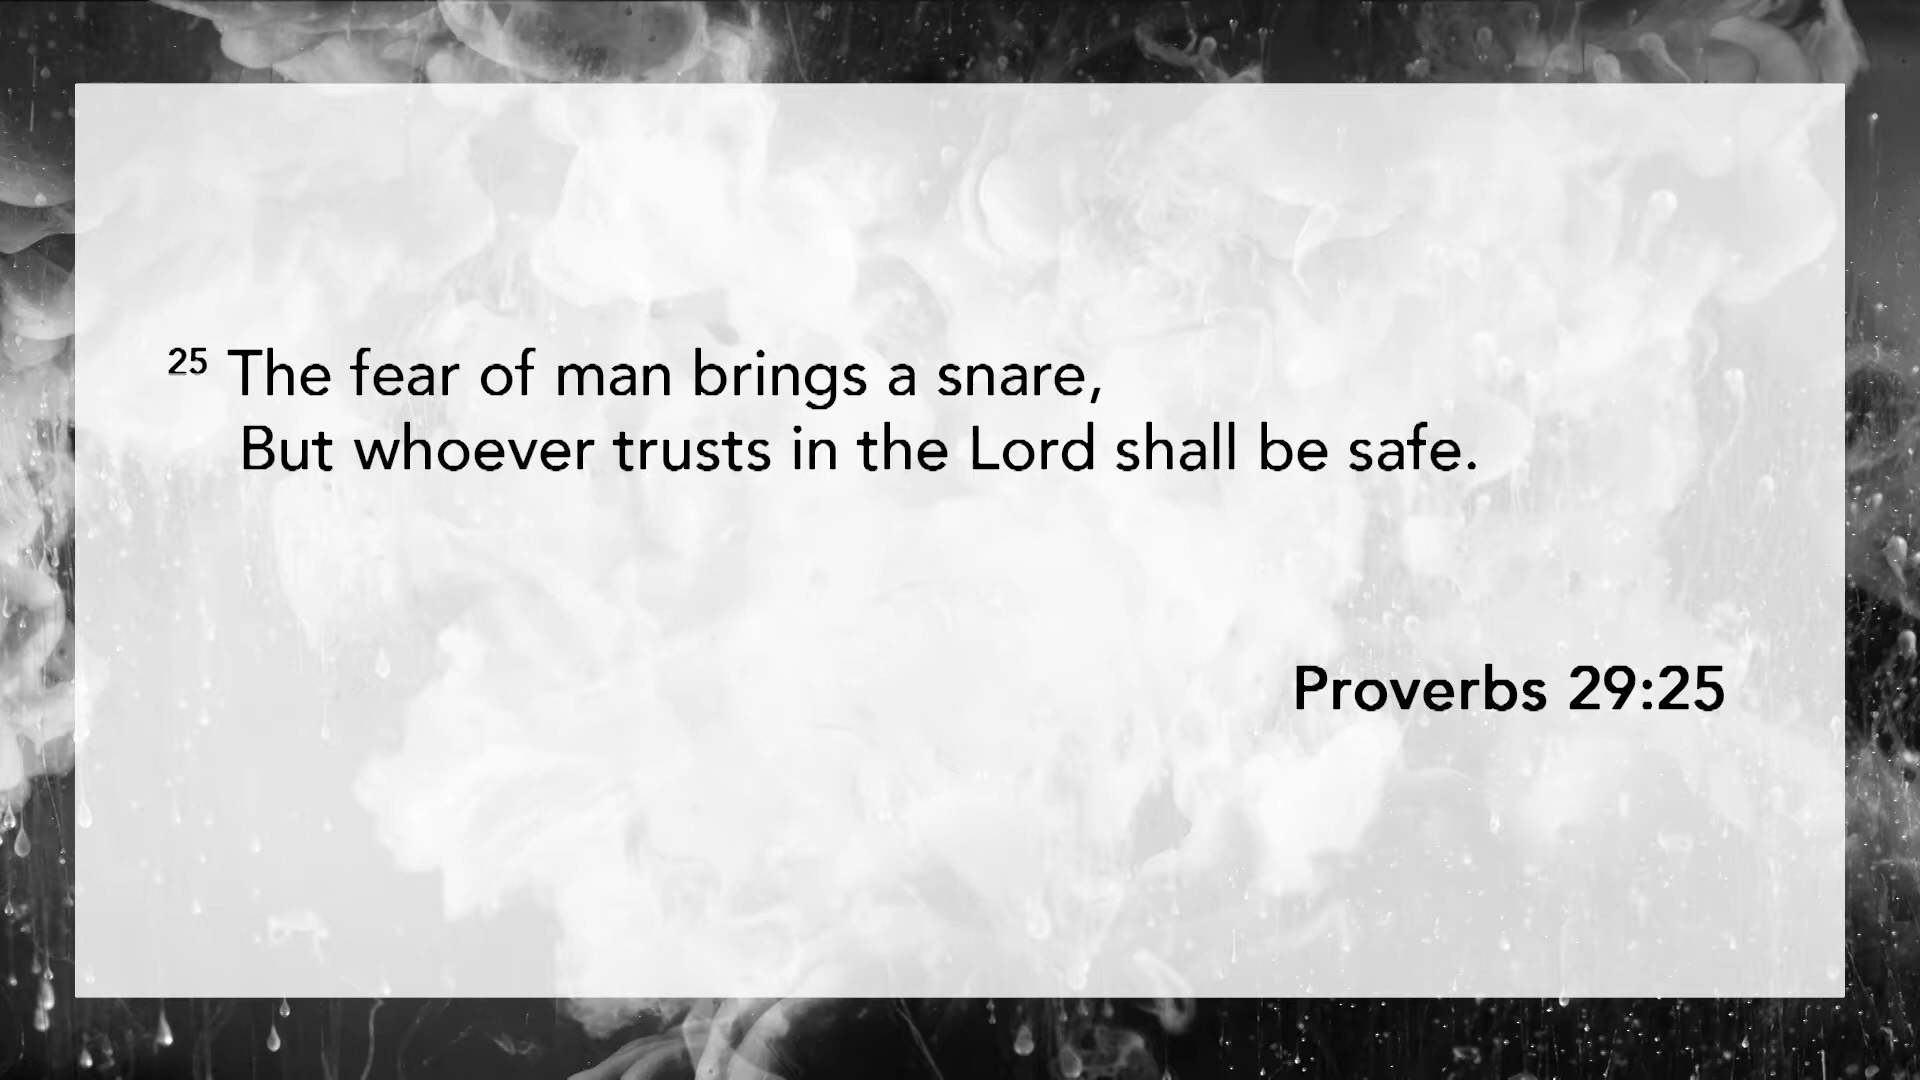 25 The fear of man brings a snare,
But whoever trusts in the Lord shall be safe.
Proverbs 29:25